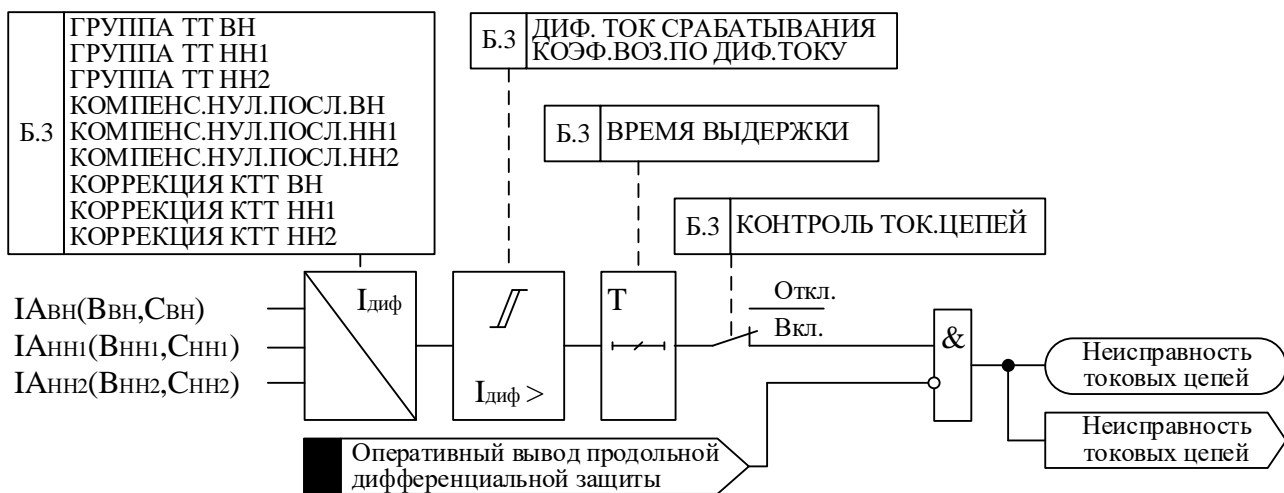 Б.3
ГРУППА ТТ ВН
ГРУППА ТТ НН1
ГРУППА ТТ НН2
КОМПЕНС.НУЛ.ПОСЛ.ВН
КОМПЕНС.НУЛ.ПОСЛ.НН1
КОМПЕНС.НУЛ.ПОСЛ.НН2
КОРРЕКЦИЯ КТТ ВН
КОРРЕКЦИЯ КТТ НН1
КОРРЕКЦИЯ КТТ НН2
Б.3
ДИФ. ТОК СРАБАТЫВАНИЯ
КОЭФ.ВОЗ.ПО ДИФ.ТОКУ
Б.3 ВРЕМЯ ВЫДЕРЖКИ
Б.3 КОНТРОЛЬ ТОК.ЦЕПЕЙ
IАВН(ВВН,СВН)
IАНН1(ВНН1,СНН1)
IАНН2(ВНН2,СНН2)
Iдиф
Iдиф >
T
Откл.
Вкл.
&
Неисправность
токовых цепей
Неисправность
токовых цепей
Оперативный вывод продольной
дифференциальной защиты